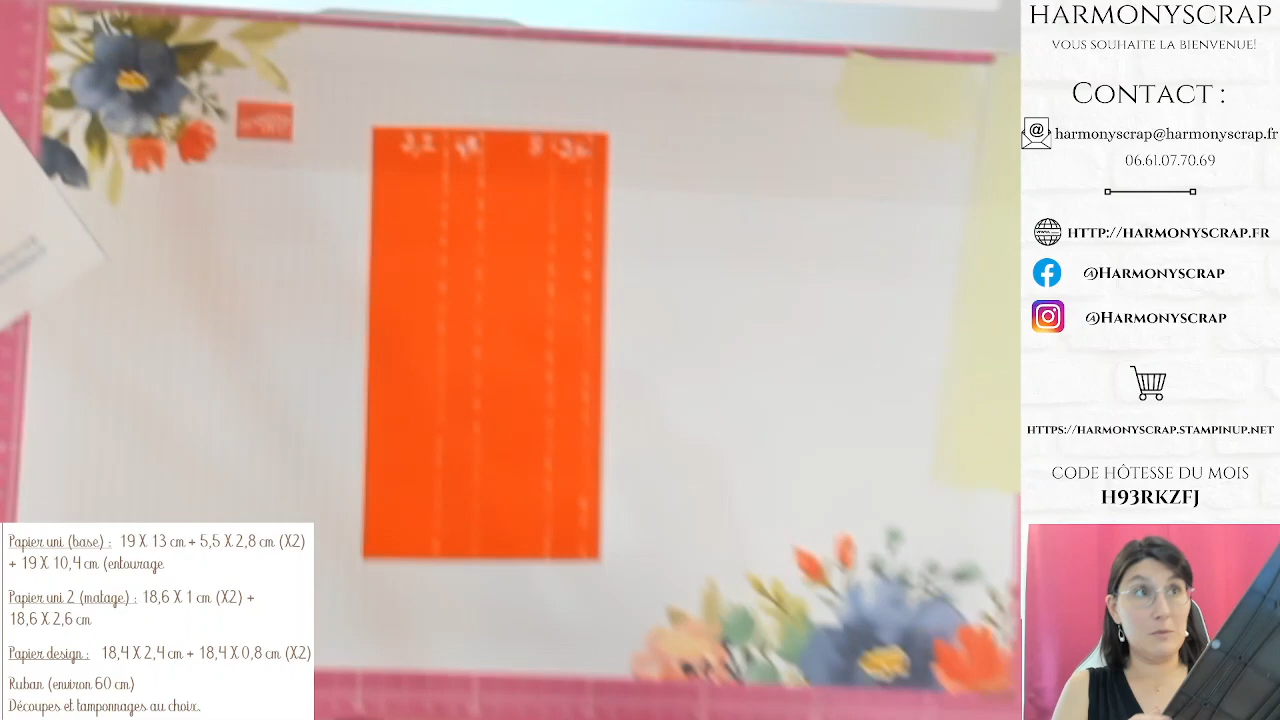 HARMONYSCRAP
VOUS SOUHAITE LA BIENVENUE!
CONTACT :
harmonyscrap@harmonyscrap.fr
06.61.07.70.69
HTTP://HARMONYSCRAP.FR
@HARMONYSCRAP
@HARMONYSCRAP
HTTPS://HARMONYSCRAP.STAMPINUP.NET
CODE HÔTESSE DU MOIS
H93RKZFJ
Papier uni (base) : 19 X 13 cm + 5,5 X 2,8 cm (X2)
+ 19 X 10,4 cm (entourage
Papier uni 2 (matage) : 18,6 X 1 cm (X2) +
18,6 X 2,6 cm
Papier design : 18,4 X 2,4 cm + 18,4 X 0,8 cm (X2)
Ruban (environ 60 cm)
Découpes et tamponnages au choix.